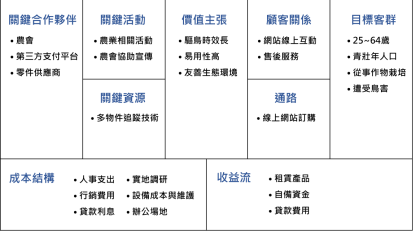 關鍵合作夥伴
• 農會
• 第三方支付平台
• 零件供應商
關鍵活動
• 農業相關活動
• 農會協助宣傳
關鍵資源
• 多物件追蹤技術
價值主張
• 驅鳥時效長
• 易用性高
• 友善生態環境
顧客關係
• 網站線上互動
• 售後服務
通路
• 線上網站訂購
目標客群
• 25~64歲
• 青壯年人口
• 從事作物栽培
• 遭受鳥害
成本結構
• 人事支出
• 行銷費用
• 貸款利息
• 實地調研
• 設備成本與維護
• 辦公場地
收益流
• 租賃產品
• 自備資金
• 貸款費用